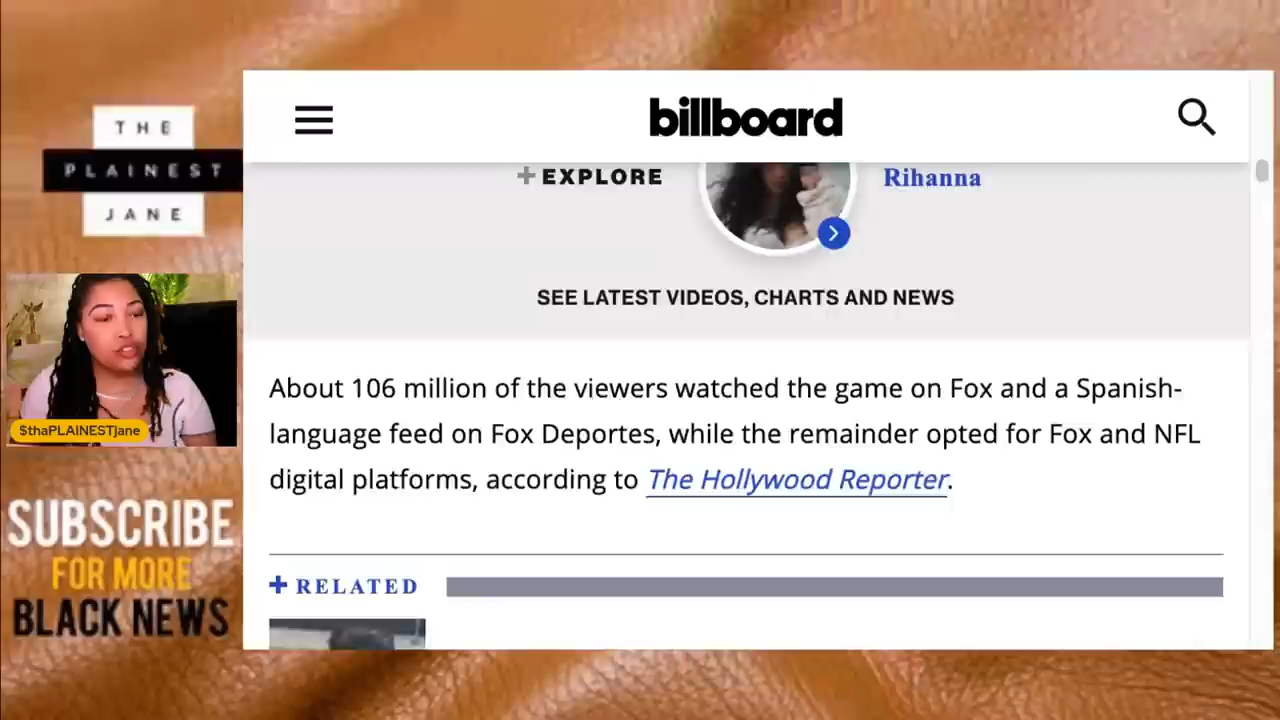 THE
PLAINEST
JANE
$thaPLAINESTjane
SUBSCRIBE
FOR MORE
BLACK NEWS
billboard
+EXPLORE
Rihanna
SEE LATEST VIDEOS, CHARTS AND NEWS
About 106 million of the viewers watched the game on Fox and a Spanish-
language feed on Fox Deportes, while the remainder opted for Fox and NFL
digital platforms, according to The Hollywood Reporter.
+ RELATED